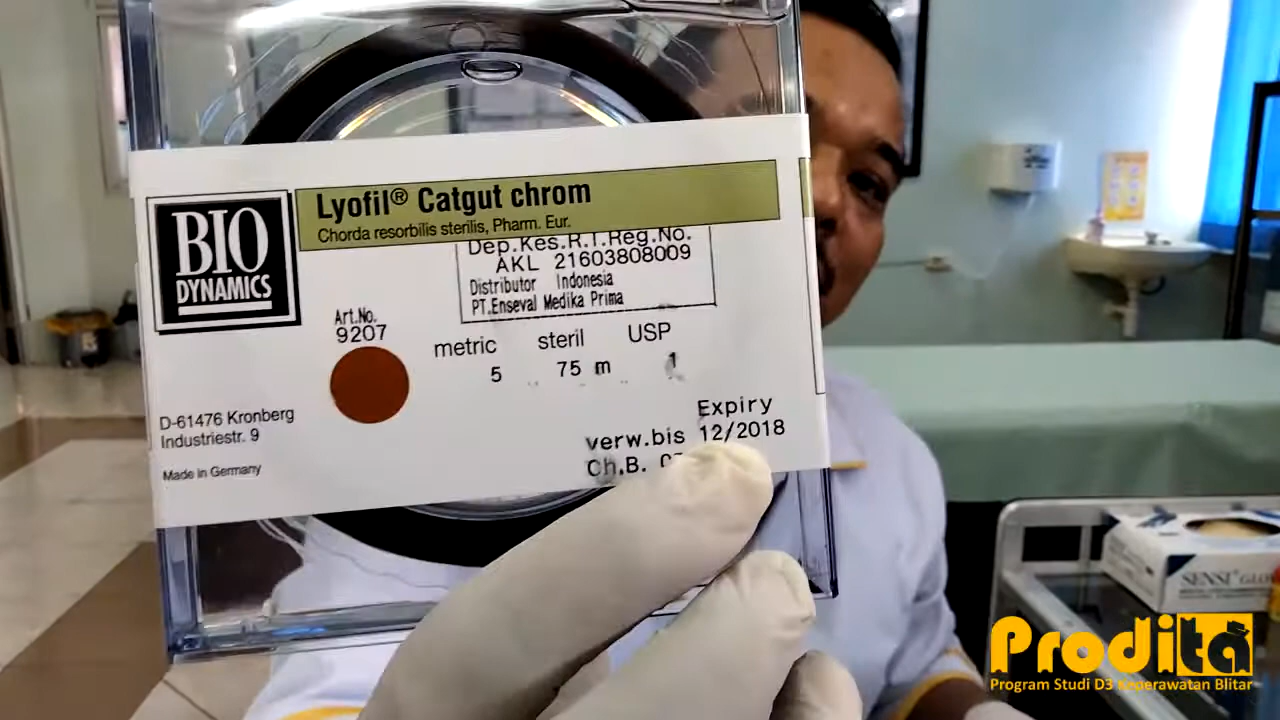 Lyofil® Catgut chrom
Chorda resorbilis sterilis, Pharm. Eur.
BIO
DYNAMICS
Dep.Kes.R.I.Reg.No.
AKL 21603808009
Distributor Indonesia
PT.Enseval Medika Prima
Art.No.
9207
metric steril USP
5 75 m 1
D-61476 Kronberg
Industriestr. 9
Made in Germany
Expiry
verw.bis 12/2018
Ch.B.
SENSI
Prodita
Program Studi D3 Keperawatan Blitar